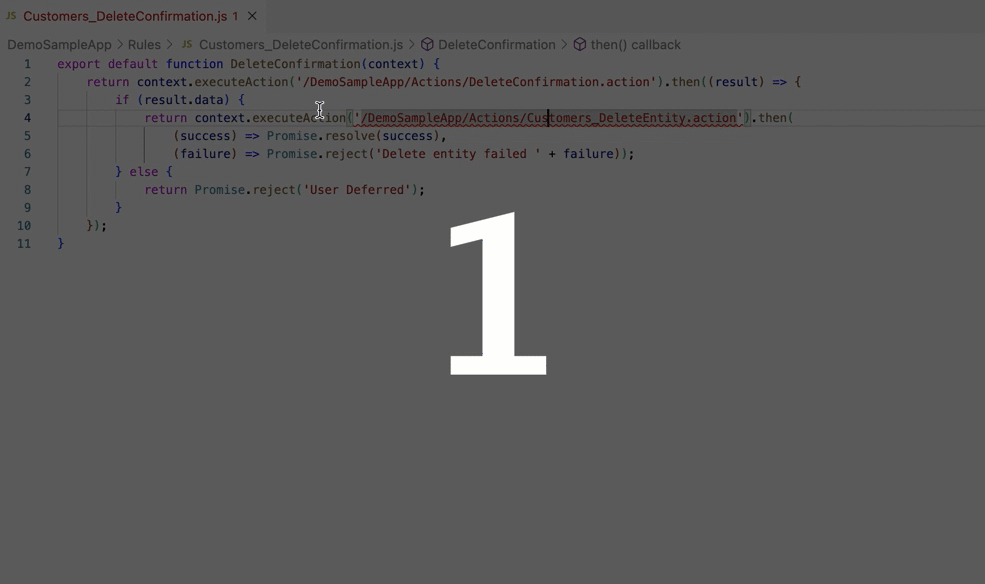 JS Customers_DeleteConfirmation.js 1 ×
DemoSampleApp > Rules > JS Customers_DeleteConfirmation.js > DeleteConfirmation > then() callback
1 export default function DeleteConfirmation(context) {
2 return context.executeAction('/DemoSampleApp/Actions/DeleteConfirmation.action').then((result) => {
3 if (result.data) {
4 return context.executeAction('/DemoSampleApp/Actions/Customers_DeleteEntity.action').then(
5 (success) => Promise.resolve(success),
6 (failure) => Promise.reject('Delete entity failed ' + failure));
7 } else {
8 return Promise.reject('User Deferred');
9 }
10 });
11 }
1